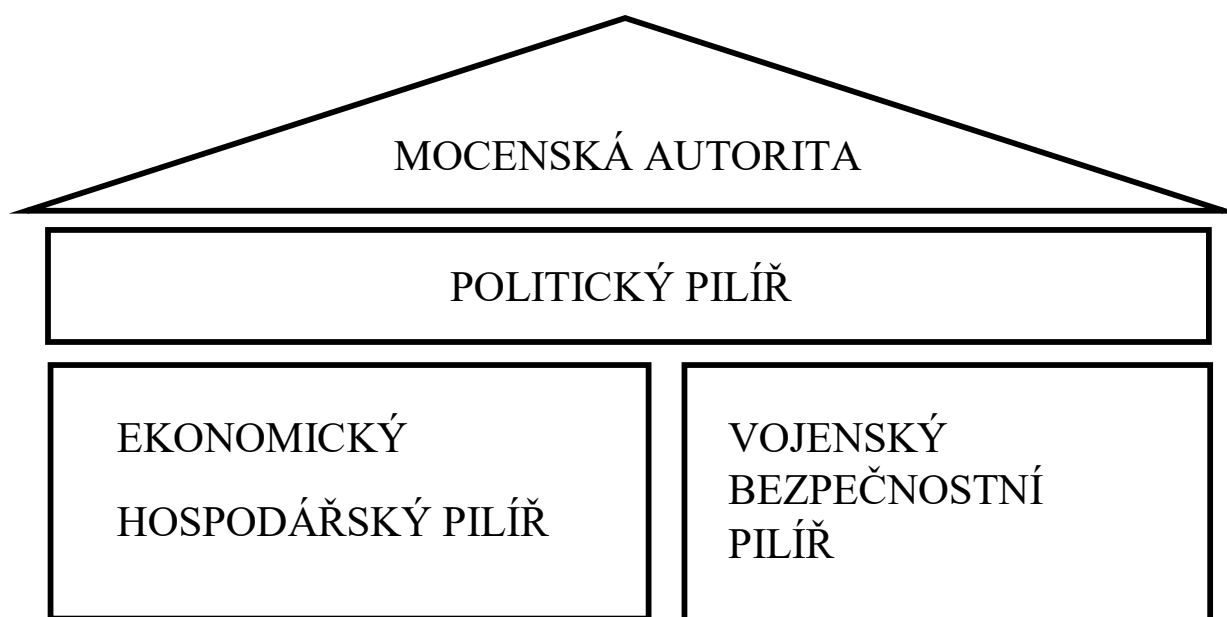 MOCENSKÁ AUTORITA
POLITICKÝ PILÍŘ
EKONOMICKÝ
HOSPODÁŘSKÝ PILÍŘ
VOJENSKÝ
BEZPEČNOSTNÍ
PILÍŘ